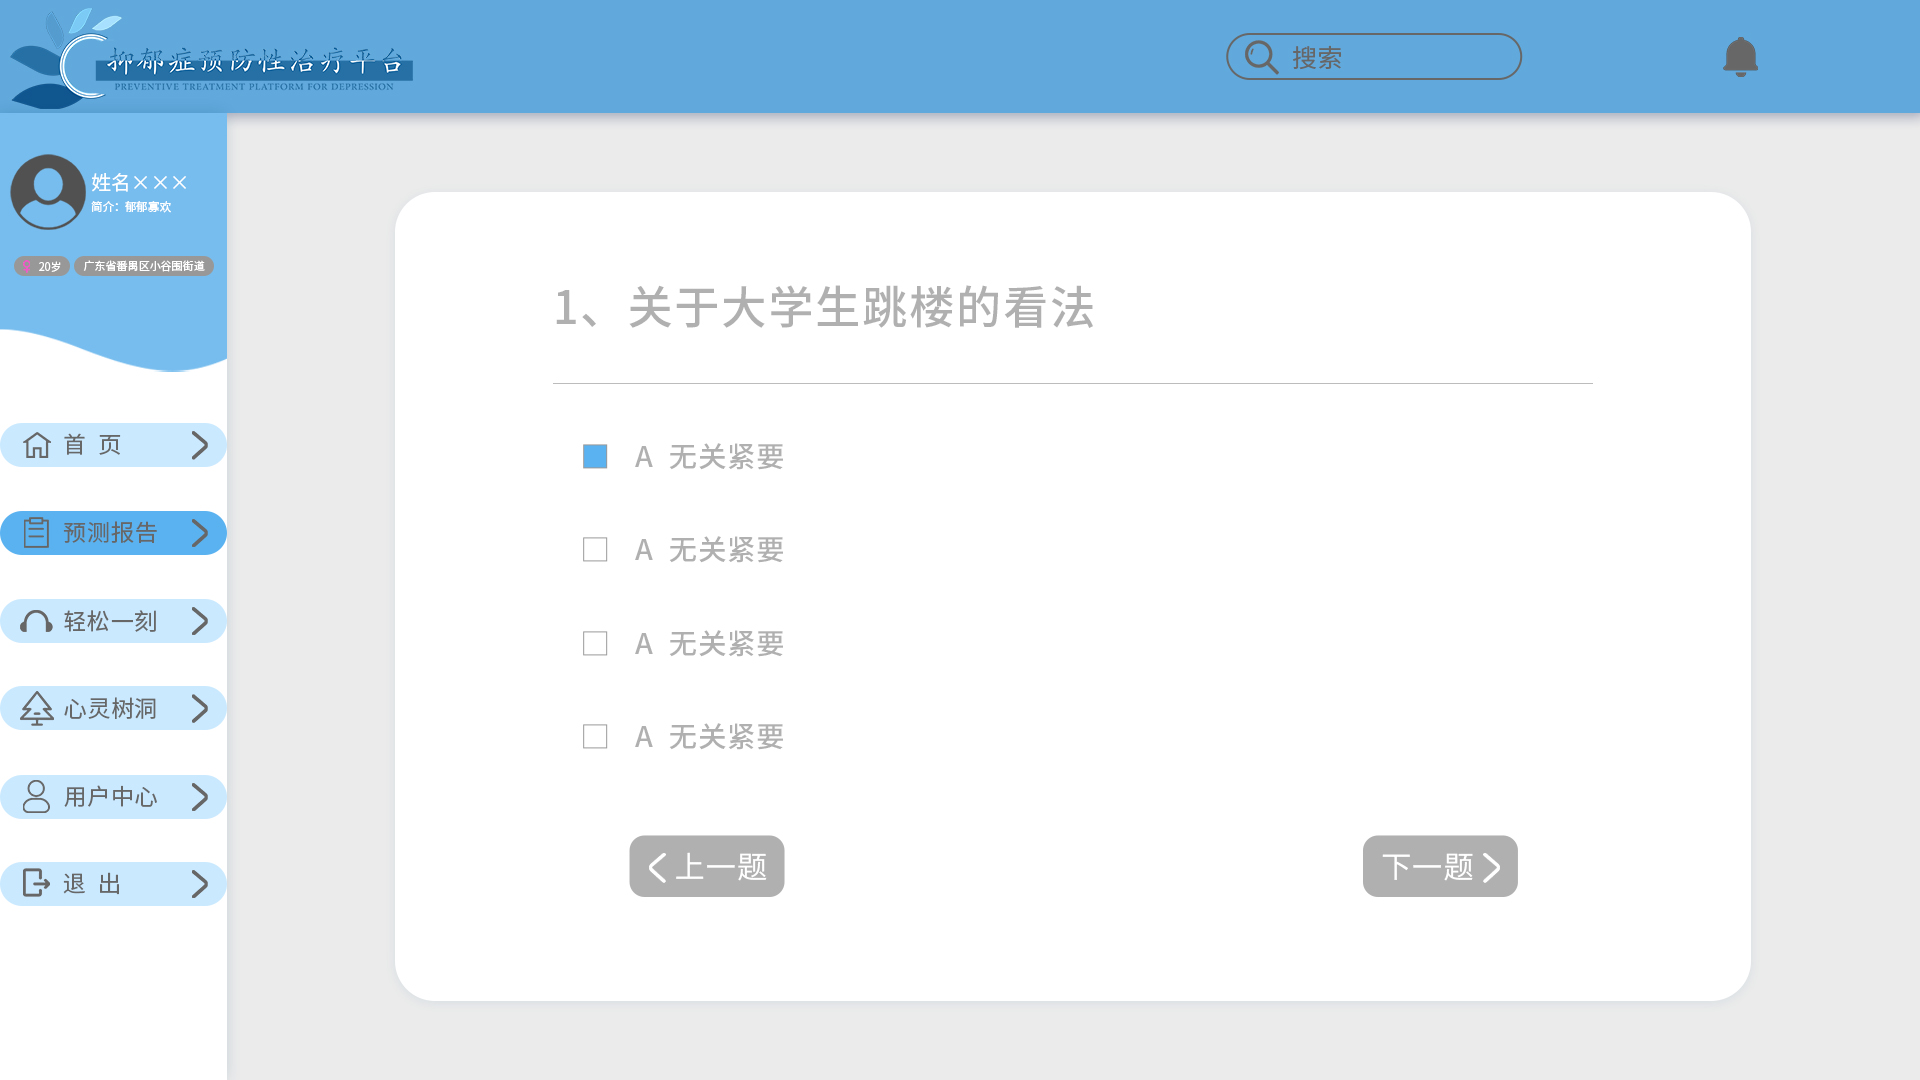 抑郁症预防性治疗平台
PREVENTIVE TREATMENT PLATFORM FOR DEPRESSION
搜索
姓名×××
简介：郁郁寡欢
20岁 广东省番禺区小谷围街道
首 页
预测报告
轻松一刻
心灵树洞
用户中心
退 出
1、关于大学生跳楼的看法
A 无关紧要
A 无关紧要
A 无关紧要
A 无关紧要
上一题
下一题